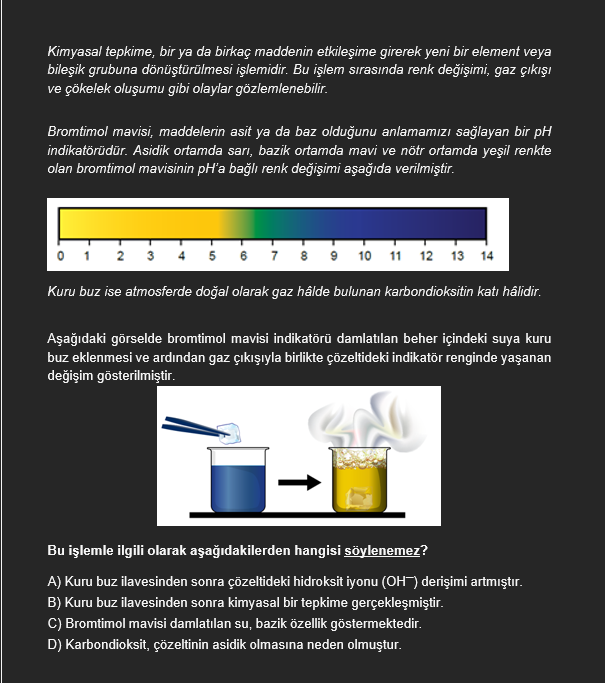 Kimyasal tepkime, bir ya da birkaç maddenin etkileşime girerek yeni bir element veya
bileşik grubuna dönüştürülmesi işlemidir. Bu işlem sırasında renk değişimi, gaz çıkışı
ve çökelek oluşumu gibi olaylar gözlemlenebilir.
Bromtimol mavisi, maddelerin asit ya da baz olduğunu anlamamızı sağlayan bir pH
indikatörüdür. Asidik ortamda sarı, bazik ortamda mavi ve nötr ortamda yeşil renkte
olan bromtimol mavisinin pH'a bağlı renk değişimi aşağıda verilmiştir.
0 1 2 3 4 5 6 7 8 9 10 11 12 13 14
Kuru buz ise atmosferde doğal olarak gaz hâlde bulunan karbondioksitin katı hâlidir.
Aşağıdaki görselde bromtimol mavisi indikatörü damlatılan beher içindeki suya kuru
buz eklenmesi ve ardından gaz çıkışıyla birlikte çözeltideki indikatör renginde yaşanan
değişim gösterilmiştir.
Bu işlemle ilgili olarak aşağıdakilerden hangisi söylenemez?
A) Kuru buz ilavesinden sonra çözeltideki hidroksit iyonu (OH⁻) derişimi artmıştır.
B) Kuru buz ilavesinden sonra kimyasal bir tepkime gerçekleşmiştir.
C) Bromtimol mavisi damlatılan su, bazik özellik göstermektedir.
D) Karbondioksit, çözeltinin asidik olmasına neden olmuştur.